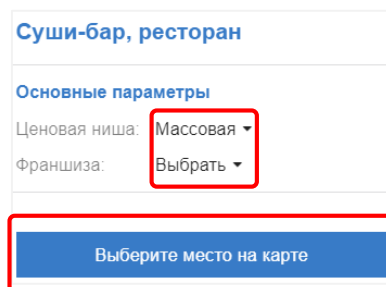 Суши-бар, ресторан
Основные параметры
Ценовая ниша: Массовая
Франшиза: Выбрать
Выберите место на карте